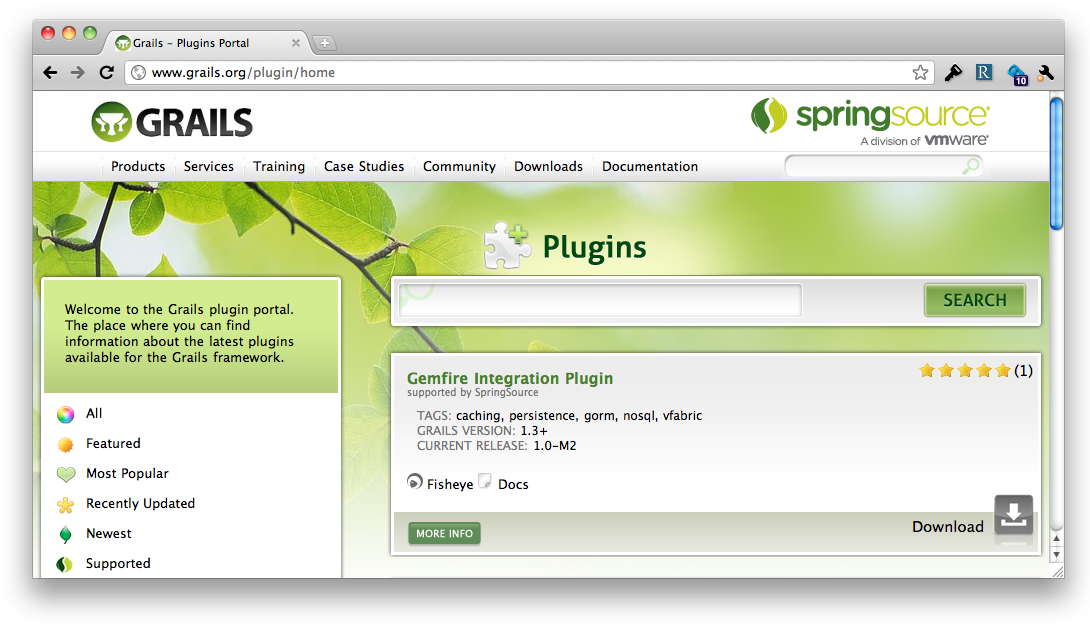 Grails – Plugins Portal
www.grails.org/plugin/home
R
10
GRAILS
springsource
A division of vmware
Products Services Training Case Studies Community Downloads Documentation
Plugins
SEARCH
Welcome to the Grails plugin portal.
The place where you can find
information about the latest plugins
available for the Grails framework.
All
Featured
Most Popular
Recently Updated
Newest
Supported
Gemfire Integration Plugin
(1)
supported by SpringSource
TAGS: caching, persistence, gorm, nosql, vfabric
GRAILS VERSION: 1.3+
CURRENT RELEASE: 1.0-M2
Fisheye Docs
MORE INFO
Download